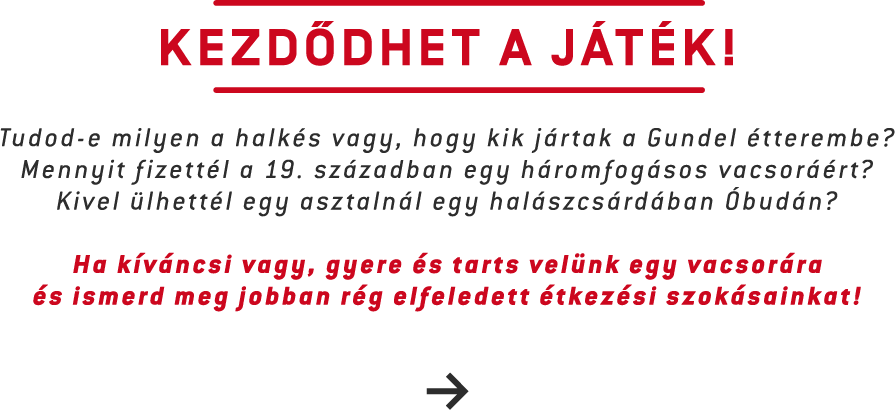 KEZDŐDHET A JÁTÉK!
Tudod-e milyen a halkés vagy, hogy kik jártak a Gundel étterembe?
Mennyit fizettél a 19. században egy háromfogásos vacsoráért?
Kivel ülhettél egy asztalnál egy halászcsárdában Óbudán?
Ha kíváncsi vagy, gyere és tarts velünk egy vacsorára
és ismerd meg jobban rég elfeledett étkezési szokásainkat!